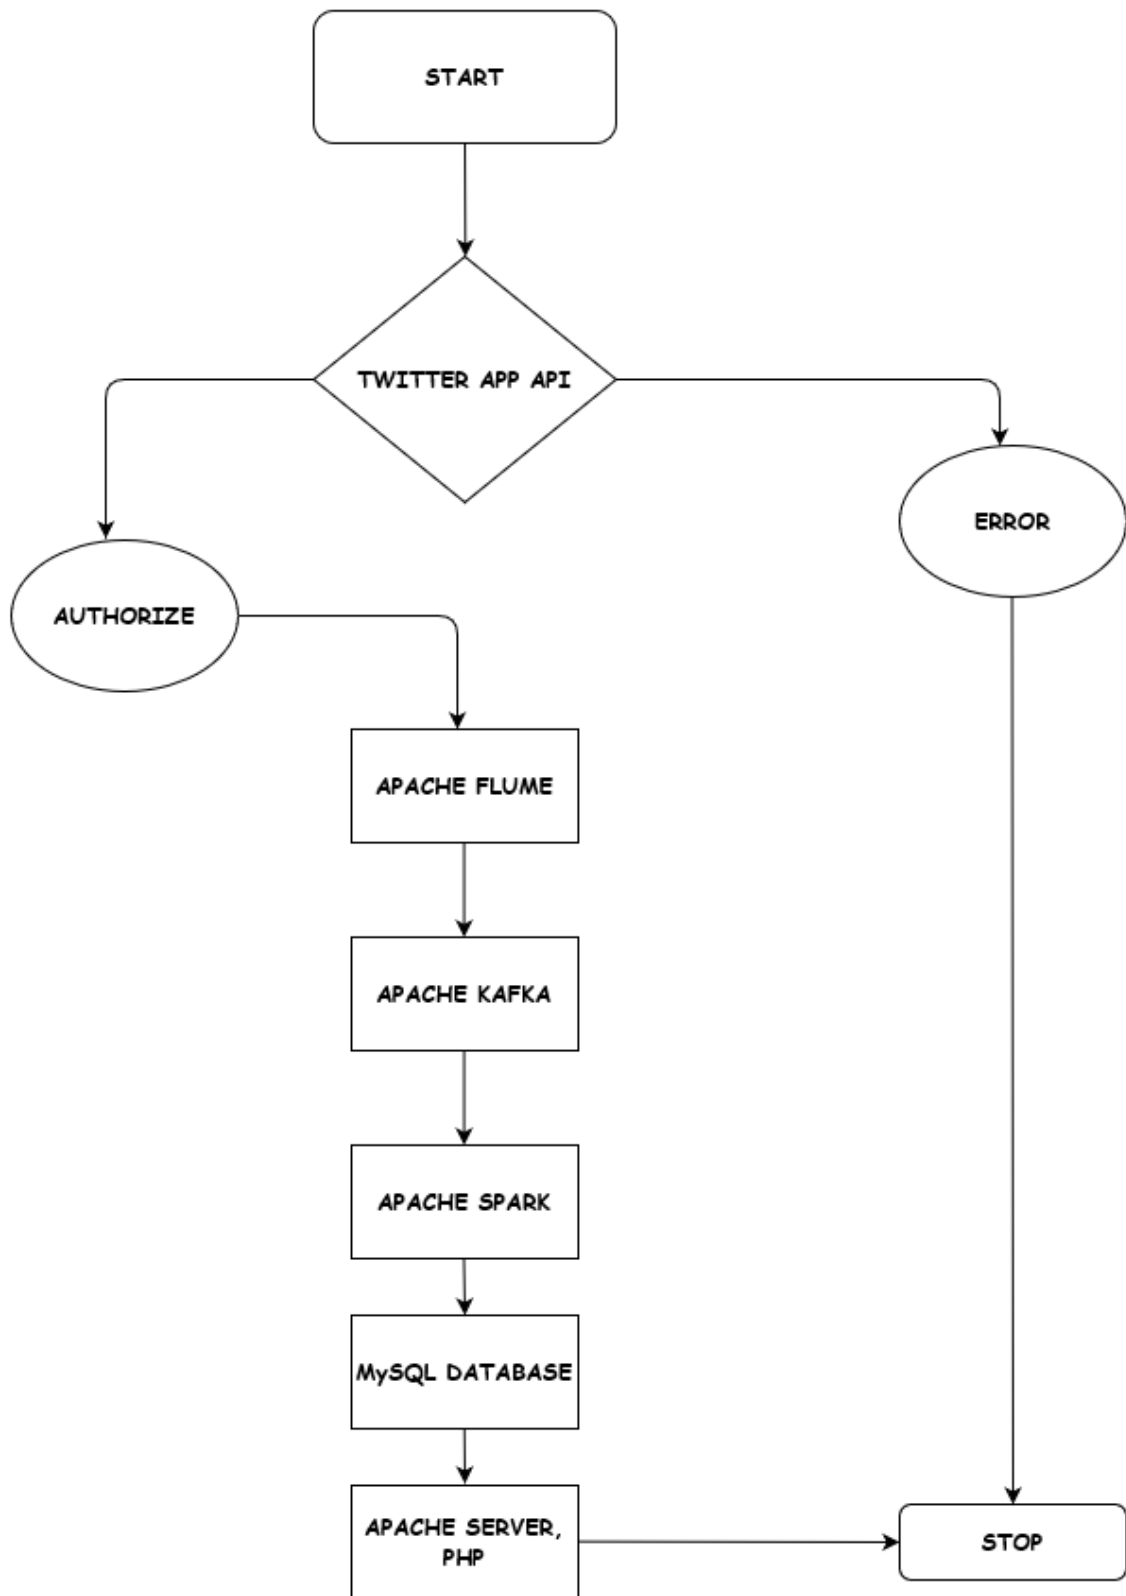 START
TWITTER APP API
ERROR
AUTHORIZE
APACHE FLUME
APACHE KAFKA
APACHE SPARK
MySQL DATABASE
APACHE SERVER,
PHP
STOP